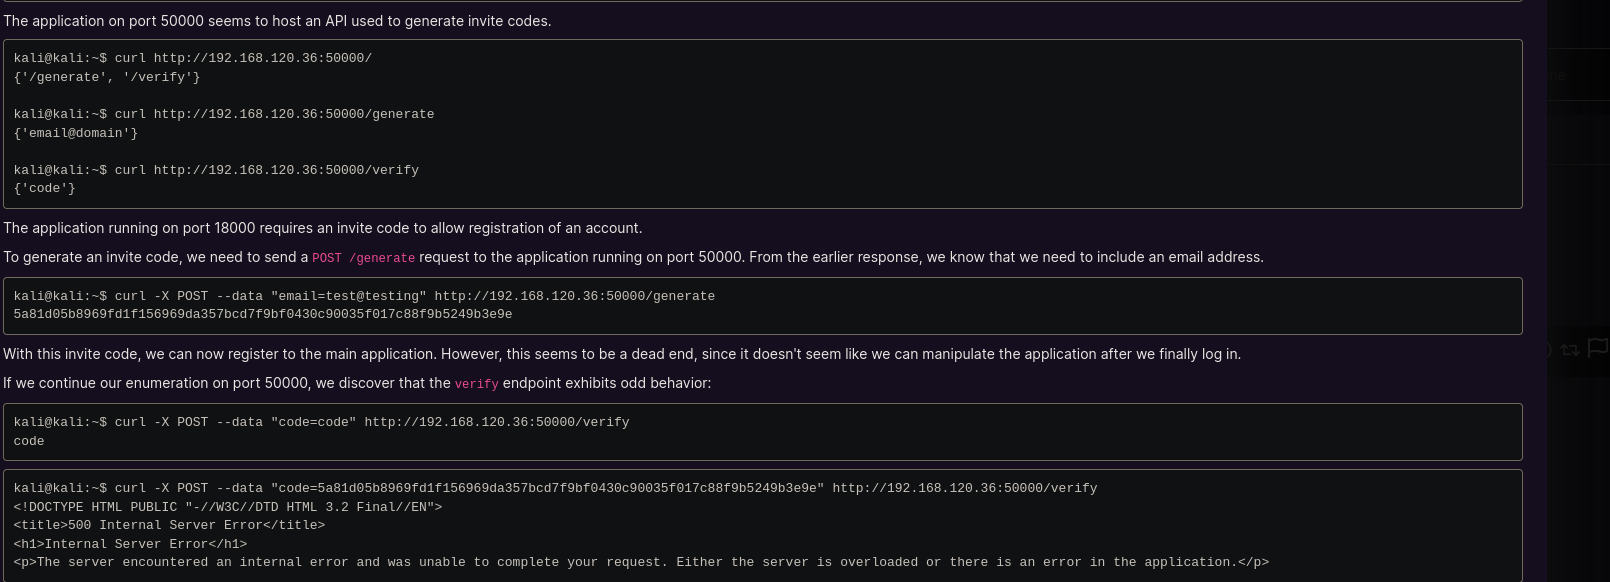 The application on port 50000 seems to host an API used to generate invite codes.
kali@kali:~$ curl http://192.168.120.36:50000/
{'/generate', '/verify'}
kali@kali:~$ curl http://192.168.120.36:50000/generate
{'email@domain'}
kali@kali:~$ curl http://192.168.120.36:50000/verify
{'code'}
The application running on port 18000 requires an invite code to allow registration of an account.
To generate an invite code, we need to send a POST /generate request to the application running on port 50000. From the earlier response, we know that we need to include an email address.
kali@kali:~$ curl -X POST --data "email=test@testing" http://192.168.120.36:50000/generate
5a81d05b8969fd1f156969da357bcd7f9bf0430c90035f017c88f9b5249b3e9e
With this invite code, we can now register to the main application. However, this seems to be a dead end, since it doesn't seem like we can manipulate the application after we finally log in.
If we continue our enumeration on port 50000, we discover that the verify endpoint exhibits odd behavior:
kali@kali:~$ curl -X POST --data "code=code" http://192.168.120.36:50000/verify
code
kali@kali:~$ curl -X POST --data "code=5a81d05b8969fd1f156969da357bcd7f9bf0430c90035f017c88f9b5249b3e9e" http://192.168.120.36:50000/verify
<!DOCTYPE HTML PUBLIC "-//W3C//DTD HTML 3.2 Final//EN">
<title>500 Internal Server Error</title>
<h1>Internal Server Error</h1>
<p>The server encountered an internal error and was unable to complete your request. Either the server is overloaded or there is an error in the application.</p>